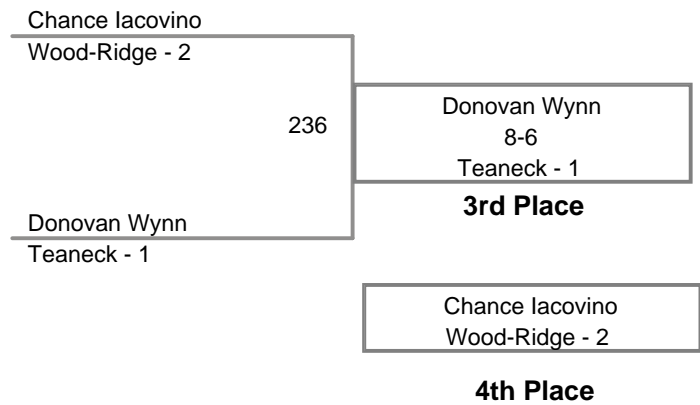 Chance Iacovino
Wood-Ridge - 2
236
Donovan Wynn
8-6
Teaneck - 1
3rd Place
Donovan Wynn
Teaneck - 1
Chance Iacovino
Wood-Ridge - 2
4th Place